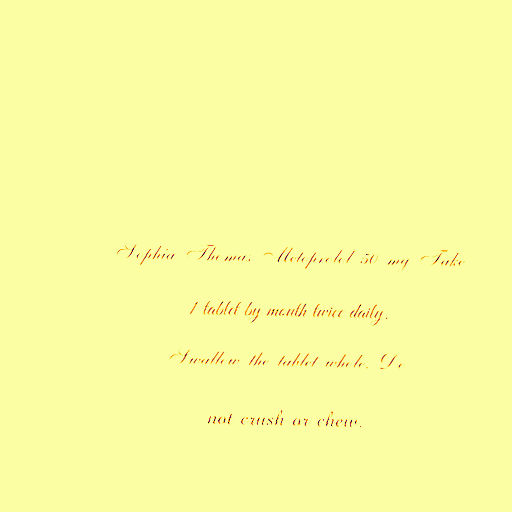 Sophia Thoma, Metoprolol 50 mg Take
1 tablet by mouth twice daily.
Swallow the tablet whole. Do
not crush or chew.